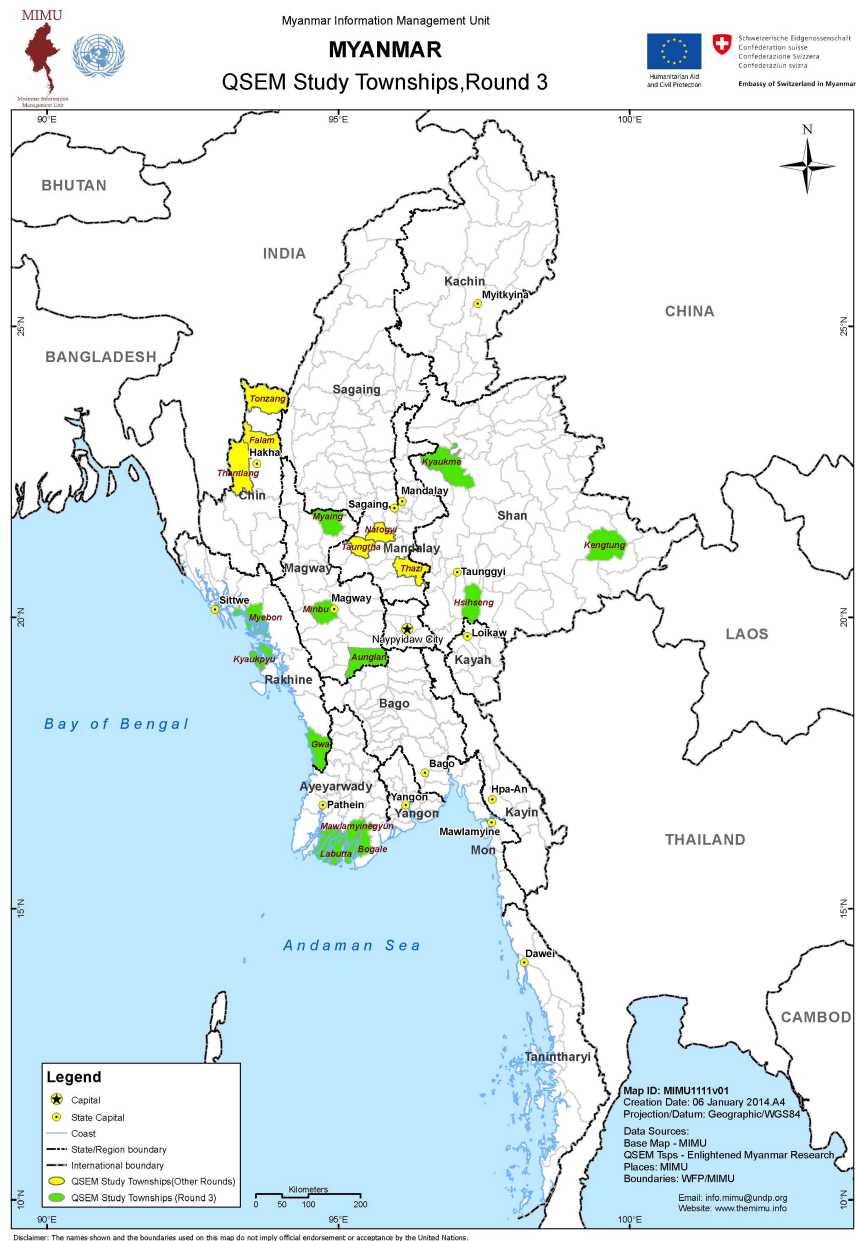 MIMU
Myanmar Information
Management Unit
Myanmar Information Management Unit
MYANMAR
QSEM Study Townships,Round 3
Humanitarian Aid
and Civil Protection
Schweizerische Eidgenossenschaft
Confédération suisse
Confederazione Svizzera
Confederaziun svizra
Embassy of Switzerland in Myanmar
90°E
95°E
100°E
N
BHUTAN
INDIA
Kachin
Myitkyina
CHINA
25°N
25°N
BANGLADESH
Sagaing
Tonzang
Falam
Hakha
Thantlang
Chin
Kyaukme
Mandalay
Sagaing
Shan
Myaing
Natogyi
Taungtha
Mandalay
Kengtung
Magway
Thazi
Taunggyi
Sittwe
Magway
Minbu
Hsihseng
20°N
20°N
Myebon
Naypyidaw City
Loikaw
LAOS
Kyaukpyu
Aunglan
Kayah
Rakhine
Bago
Bay of Bengal
Gwa
Bago
Ayeyarwady
Hpa-An
Pathein
Yangon
Yangon
Kayin
Mawlamyinegyun
Mawlamyine
THAILAND
Labutta
Bogale
Mon
15°N
15°N
Andaman Sea
Dawei
CAMBOD
Tanintharyi
Legend
Capital
State Capital
Coast
State/Region boundary
International boundary
QSEM Study Townships(Other Rounds)
QSEM Study Townships (Round 3)
Kilometers
0 50 100 200
Map ID: MIMU1111v01
Creation Date: 06 January 2014.A4
Projection/Datum: Geographic/WGS84
Data Sources:
Base Map - MIMU
QSEM Tsps - Enlightened Myanmar Research
Places: MIMU
Boundaries: WFP/MIMU
Email: info.mimu@undp.org
Website: www.themimu.info
10°N
10°N
90°E
95°E
100°E
Disclaimer: The names shown and the boundaries used on this map do not imply official endorsement or acceptance by the United Nations.